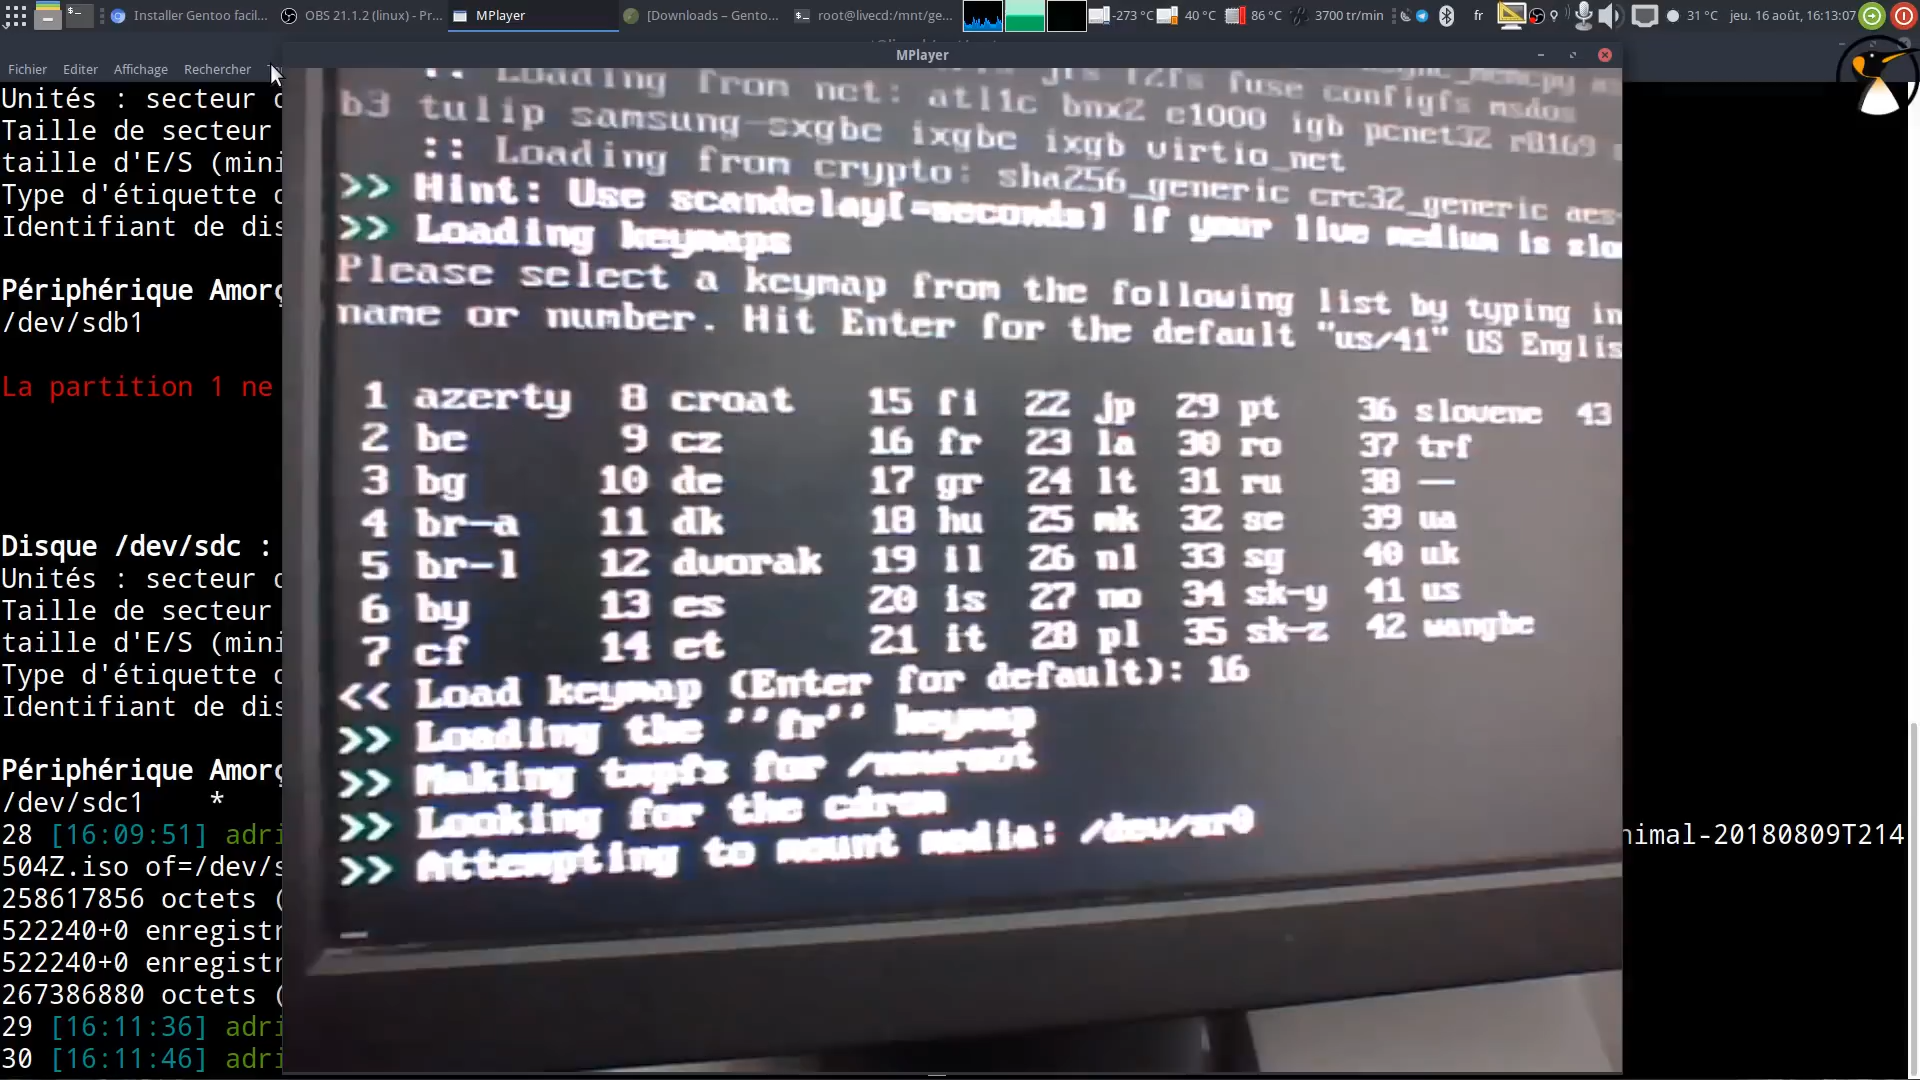 Installer Gentoo facil...
OBS 21.1.2 (linux) - Pr...
MPlayer
[Downloads – Gento...
root@livecd:/mnt/ge...
-273 °C
40 °C
86 °C
3700 tr/min
fr
31 °C
jeu. 16 août, 16:13:07
MPlayer
Fichier Editer Affichage Rechercher
Unités : secteur d
Taille de secteur
taille d'E/S (mini
Type d'étiquette d
Identifiant de dis
Périphérique Amorç
/dev/sdb1
La partition 1 ne
Disque /dev/sdc :
Unités : secteur d
Taille de secteur
taille d'E/S (mini
Type d'étiquette d
Identifiant de dis
Périphérique Amorç
/dev/sdc1 *
28 [16:09:51] adri
nimal-20180809T214
504Z.iso of=/dev/s
258617856 octets (
522240+0 enregistr
522240+0 enregistr
267386880 octets (
29 [16:11:36] adri
30 [16:11:46] adri
jfs f2fs fuse configfs msdos
:: Loading from net: atl1c bnx2 e1000 igb pcnet32 r8169
b3 tulip samsung-sxgbe ixgbe ixgb virtio_net
:: Loading from crypto: sha256_generic crc32_generic aes-
>> Hint: Use scandelay[=seconds] if your live medium is slo
>> Loading keymaps
Please select a keymap from the following list by typing in
name or number. Hit Enter for the default "us/41" US Englis
1 azerty 8 croat 15 fi 22 jp 29 pt 36 slovene 43
2 be 9 cz 16 fr 23 la 30 ro 37 trf
3 bg 10 de 17 gr 24 lt 31 ru 38 —
4 br-a 11 dk 18 hu 25 mk 32 se 39 ua
5 br-l 12 dvorak 19 il 26 nl 33 sg 40 uk
6 by 13 es 20 is 27 no 34 sk-y 41 us
7 cf 14 et 21 it 28 pl 35 sk-z 42 wangbe
<< Load keymap (Enter for default): 16
>> Loading the ''fr'' keymap
>> Making tmpfs for /newroot
>> Looking for the cdrom
>> Attempting to mount media: /dev/sr0